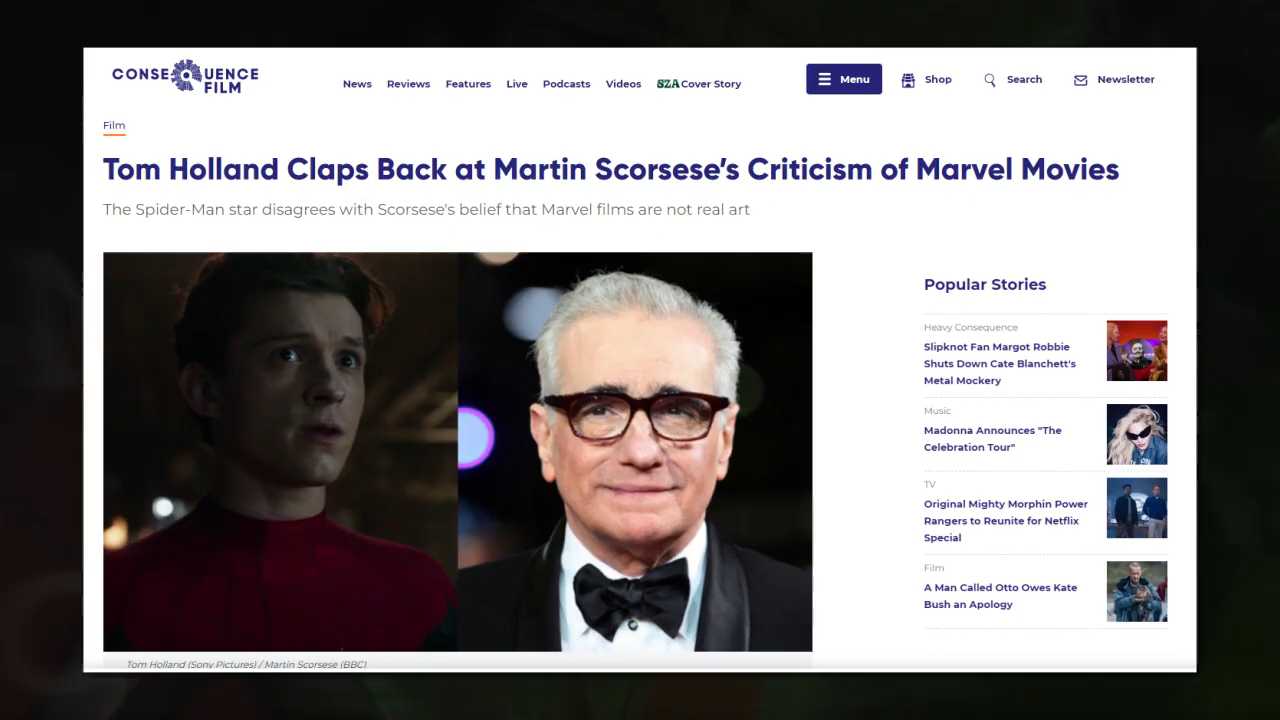 CONSEQUENCE
FILM
News Reviews Features Live Podcasts Videos SZA Cover Story Menu Shop Search Newsletter
Film
Tom Holland Claps Back at Martin Scorsese's Criticism of Marvel Movies
The Spider-Man star disagrees with Scorsese's belief that Marvel films are not real art
Tom Holland (Sony Pictures) / Martin Scorsese (BBC)
Popular Stories
Heavy Consequence
Slipknot Fan Margot Robbie
Shuts Down Cate Blanchett's
Metal Mockery
Music
Madonna Announces "The
Celebration Tour"
TV
Original Mighty Morphin Power
Rangers to Reunite for Netflix
Special
Film
A Man Called Otto Owes Kate
Bush an Apology